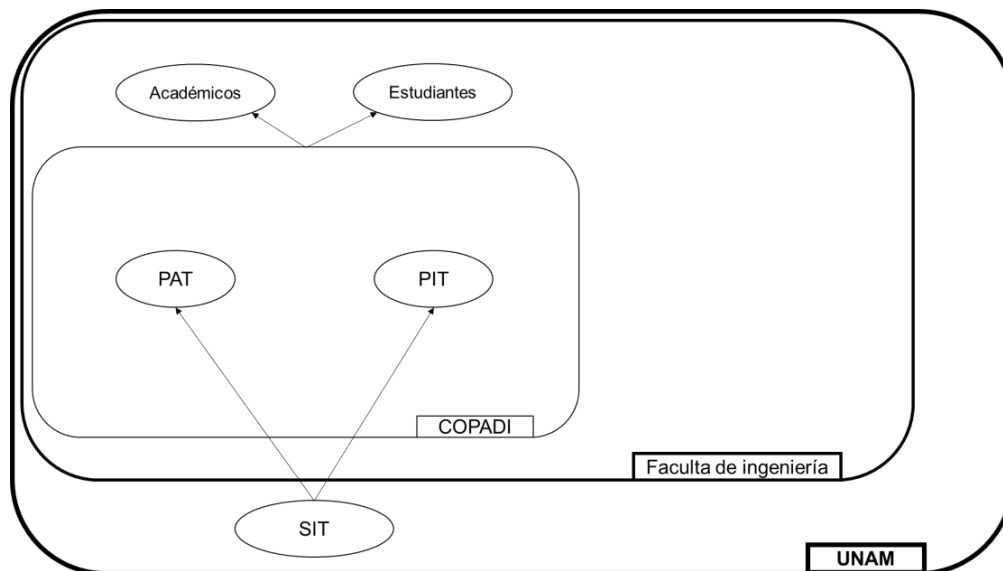 Académicos
Estudiantes
PAT
PIT
COPADI
Faculta de ingeniería
SIT
UNAM